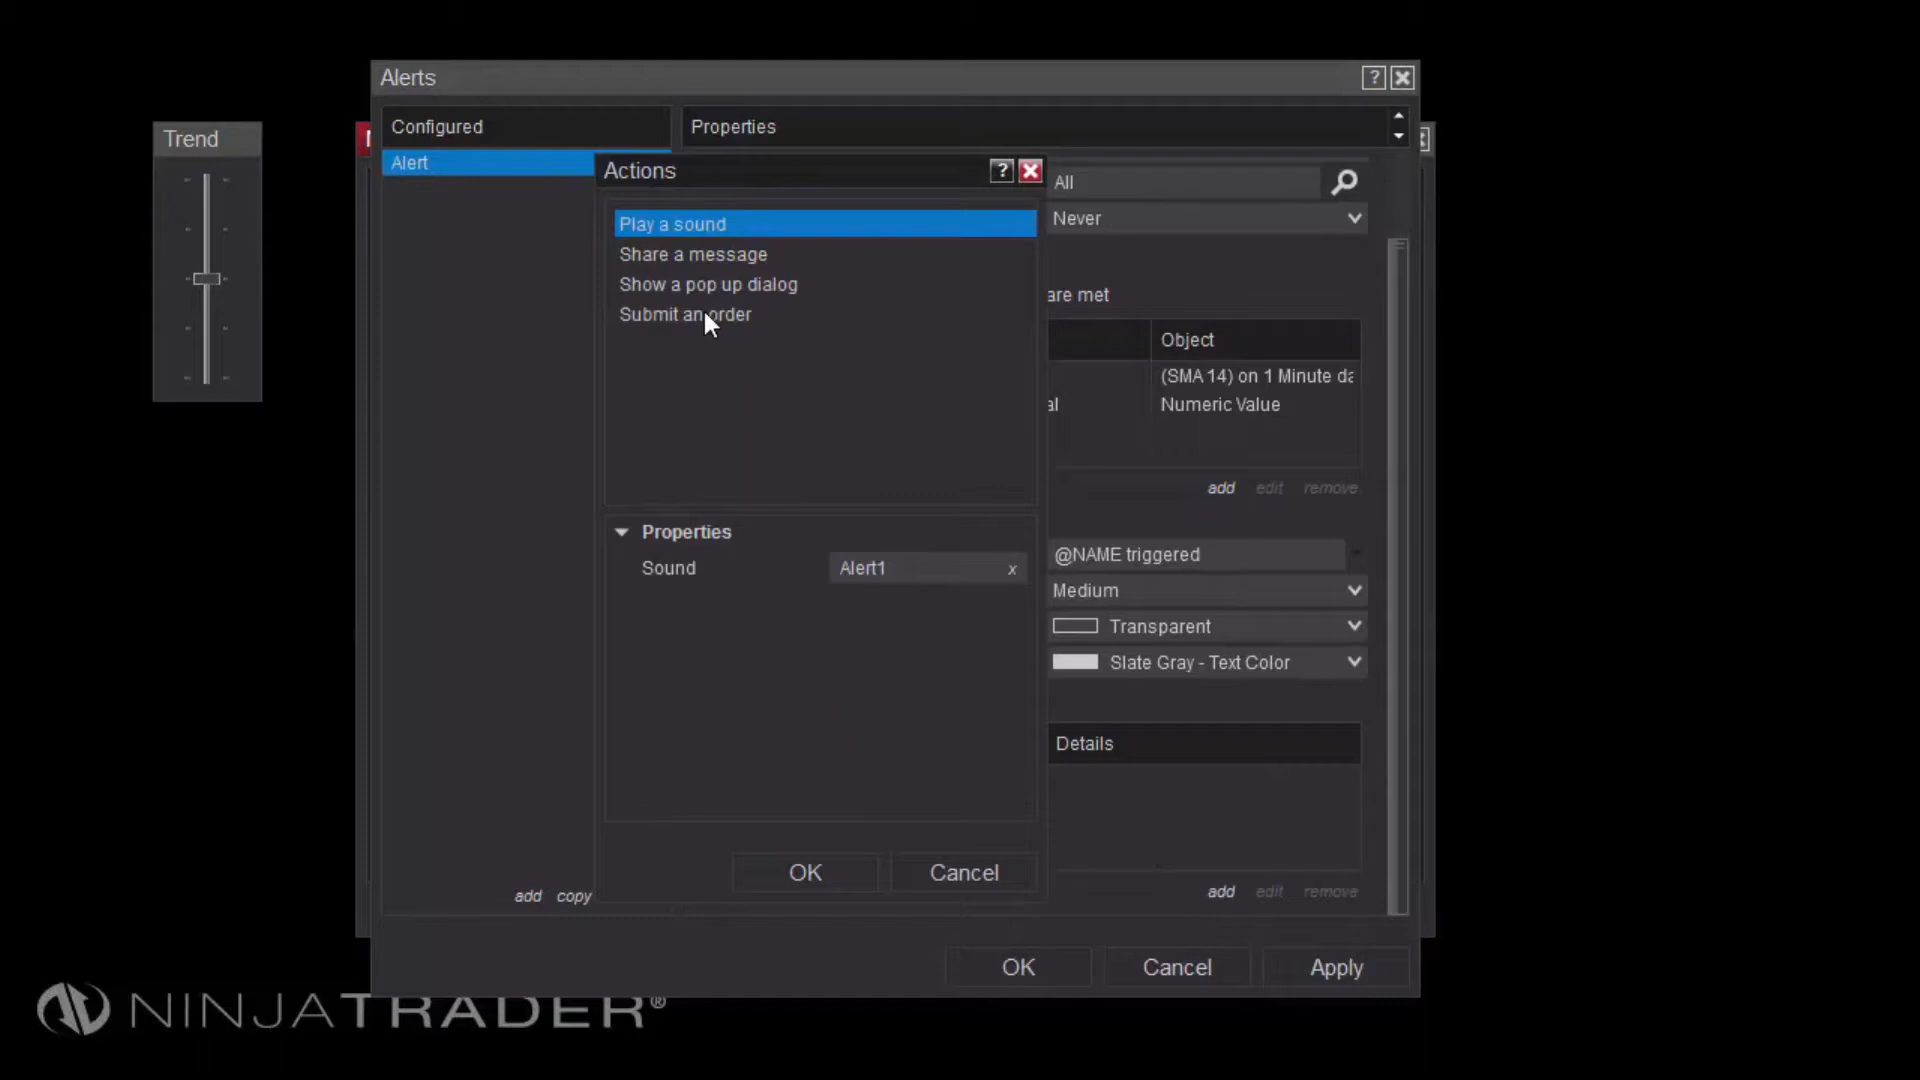 Alerts
?
Trend
Configured
Properties
Alert
Actions
?
All
Never
Play a sound
Share a message
Show a pop up dialog
Submit an order
are met
Object
(SMA 14) on 1 Minute da
al
Numeric Value
add edit remove
Properties
Sound
Alert1
x
@NAME triggered
Medium
Transparent
Slate Gray - Text Color
Details
OK
Cancel
add copy
add edit remove
OK
Cancel
Apply
NINJATRADER®